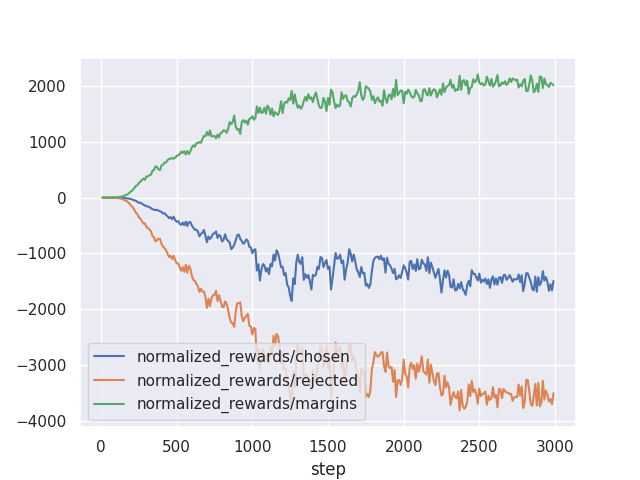 2000
1000
0
−1000
−2000
−3000
−4000
normalized_rewards/chosen
normalized_rewards/rejected
normalized_rewards/margins
0 500 1000 1500 2000 2500 3000
step